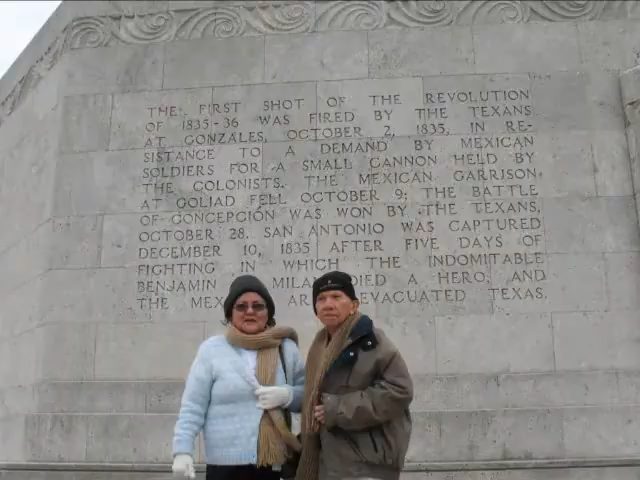 THE FIRST SHOT OF THE REVOLUTION
OF 1835-36 WAS FIRED BY THE TEXANS
AT GONZALES, OCTOBER 2, 1835, IN RE-
SISTANCE TO A DEMAND BY MEXICAN
SOLDIERS FOR A SMALL CANNON HELD BY
THE COLONISTS. THE MEXICAN GARRISON
AT GOLIAD FELL OCTOBER 9; THE BATTLE
OF CONCEPCIÓN WAS WON BY THE TEXANS,
OCTOBER 28. SAN ANTONIO WAS CAPTURED
DECEMBER 10, 1835 AFTER FIVE DAYS OF
FIGHTING IN WHICH THE INDOMITABLE
BENJAMIN MILAM DIED A HERO, AND
THE EVACUATED TEXAS.